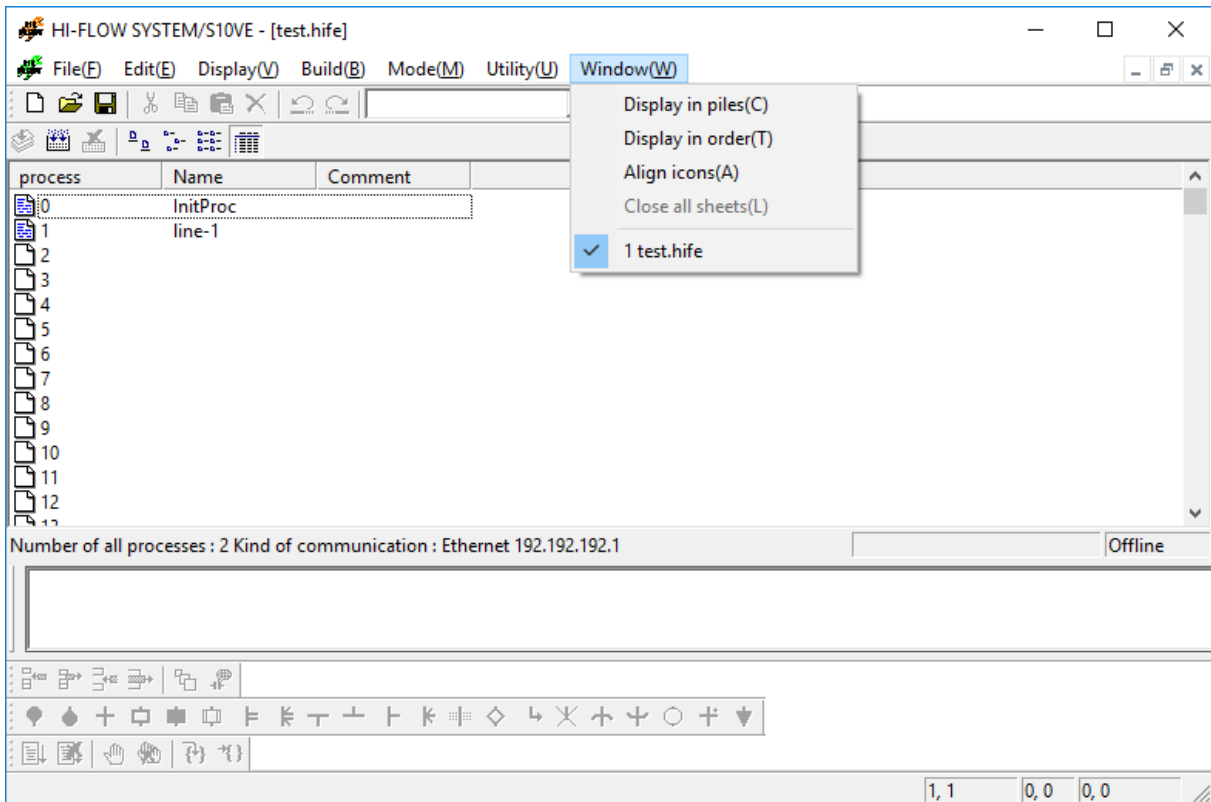 HI-FLOW SYSTEM/S10VE - [test.hife]
File(F) Edit(E) Display(V) Build(B) Mode(M) Utility(U) Window(W)
Display in piles(C)
Display in order(T)
Align icons(A)
Close all sheets(L)
1 test.hife
process Name Comment
0 InitProc
1 line-1
2
3
4
5
6
7
8
9
10
11
12
Number of all processes : 2 Kind of communication : Ethernet 192.192.192.1 Offline
1, 1 0, 0 0, 0